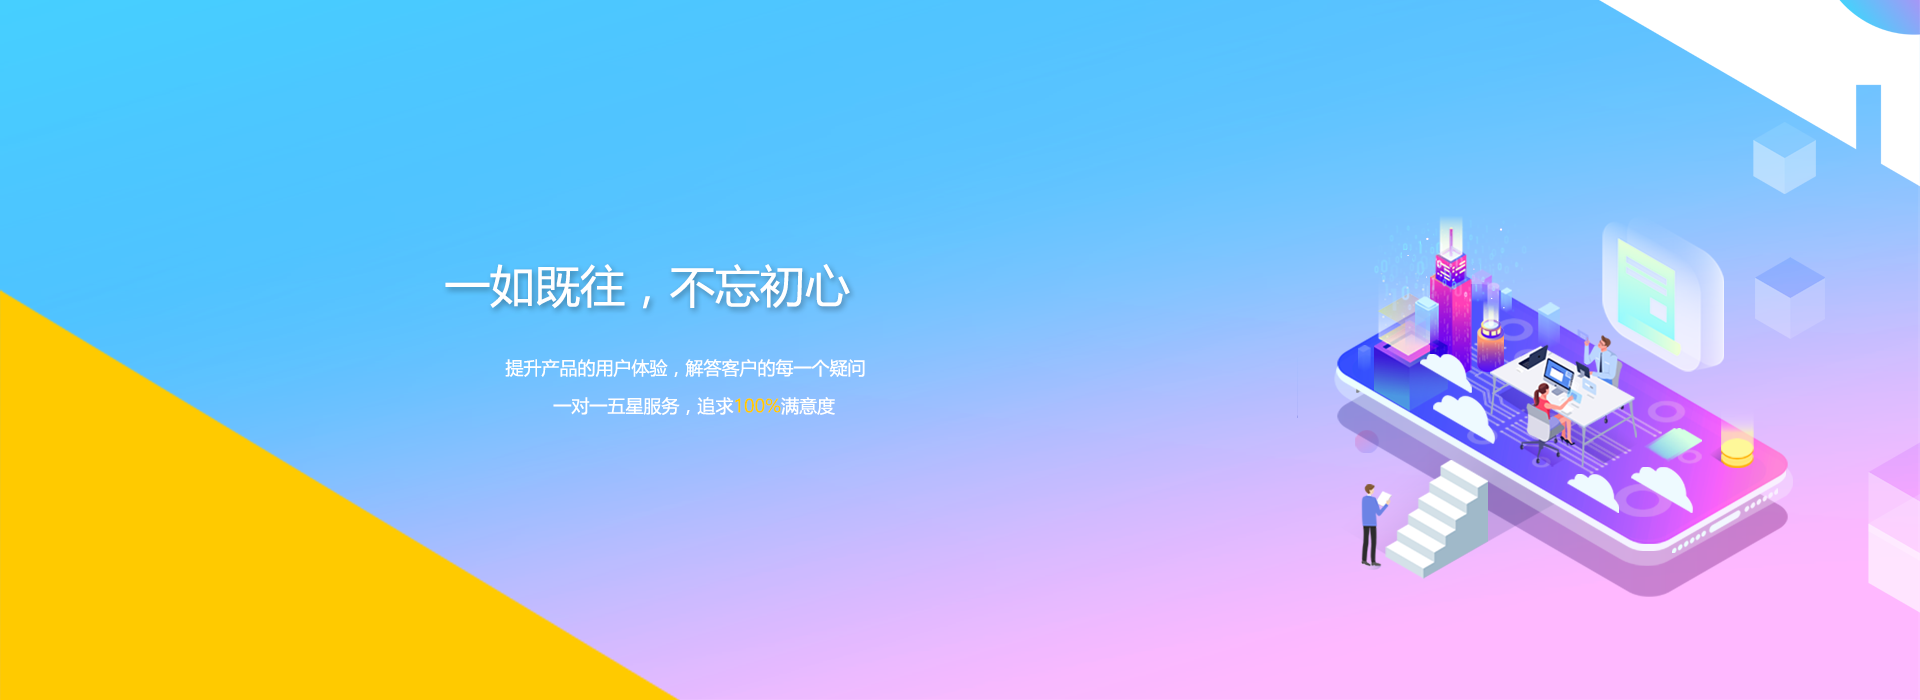 一如既往，不忘初心
提升产品的用户体验，解答客户的每一个疑问
一对一五星服务，追求100%满意度